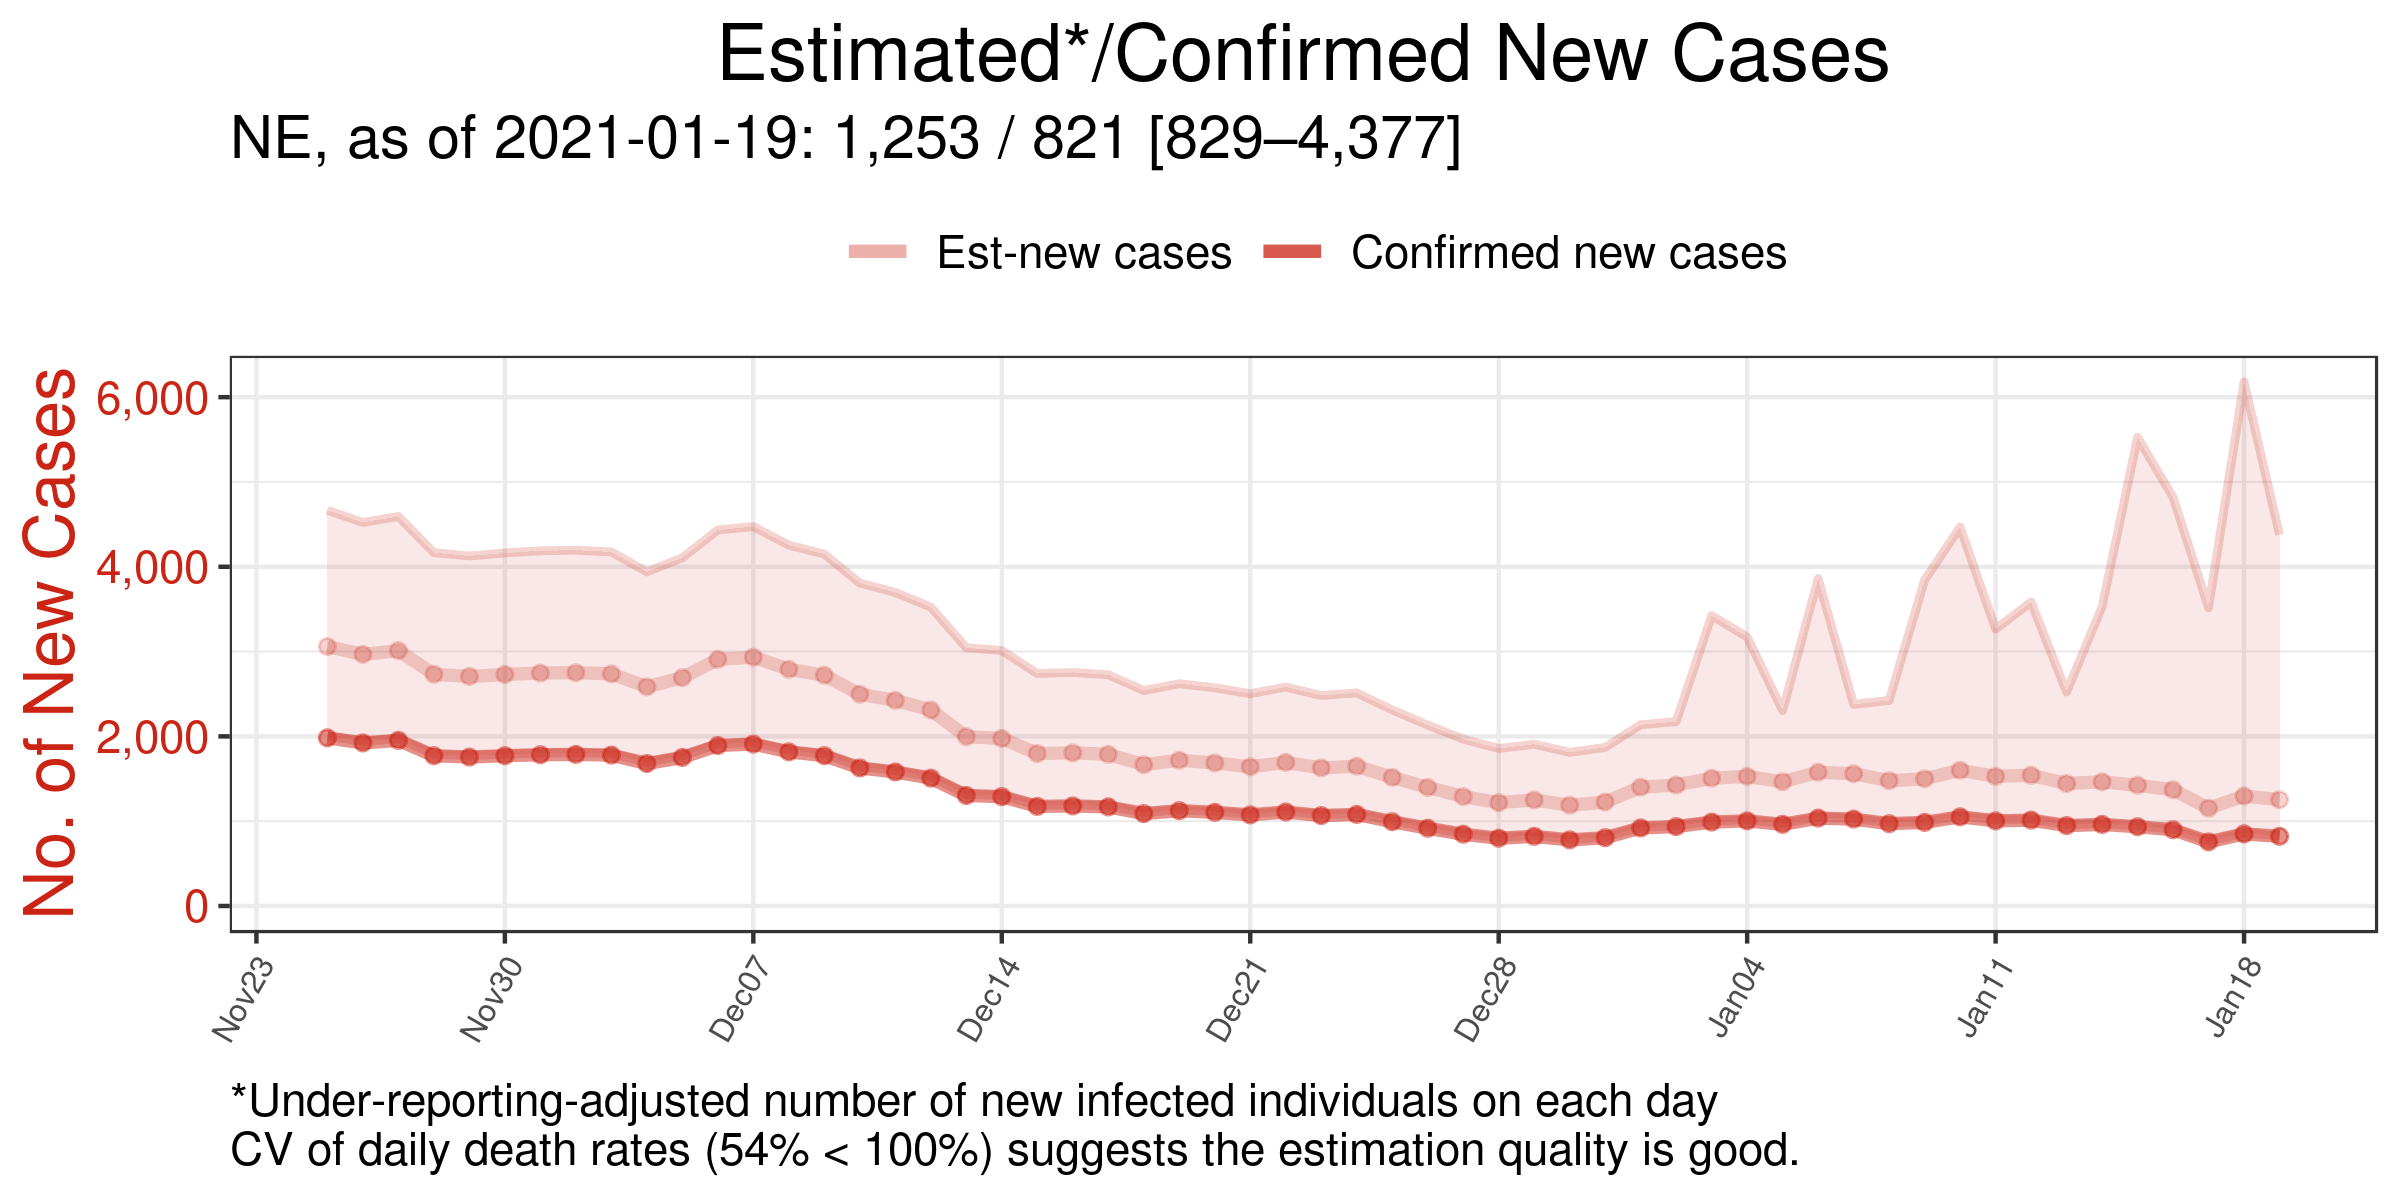 Estimated*/Confirmed New Cases
NE, as of 2021-01-19: 1,253 / 821 [829–4,377]
Est-new cases Confirmed new cases
No. of New Cases
6,000
4,000
2,000
0
Nov23 Nov30 Dec07 Dec14 Dec21 Dec28 Jan04 Jan11 Jan18
*Under-reporting-adjusted number of new infected individuals on each day
CV of daily death rates (54% < 100%) suggests the estimation quality is good.